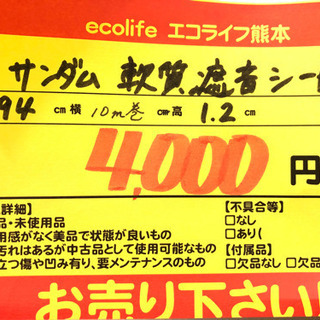 ecolife エコライフ熊本
サンダム 軟質遮音シー
94 cm 横 10m巻 cm 高 1.2 cm
4,000 円
詳細】 【不具合等】
品・未使用品 □なし
用感がなく美品で状態が良いもの □あり(
汚れはあるが中古品として使用可能なもの 【付属品】
立つ傷や凹み有り、要メンテナンスのもの □欠品なし □欠品
お売り下さい!